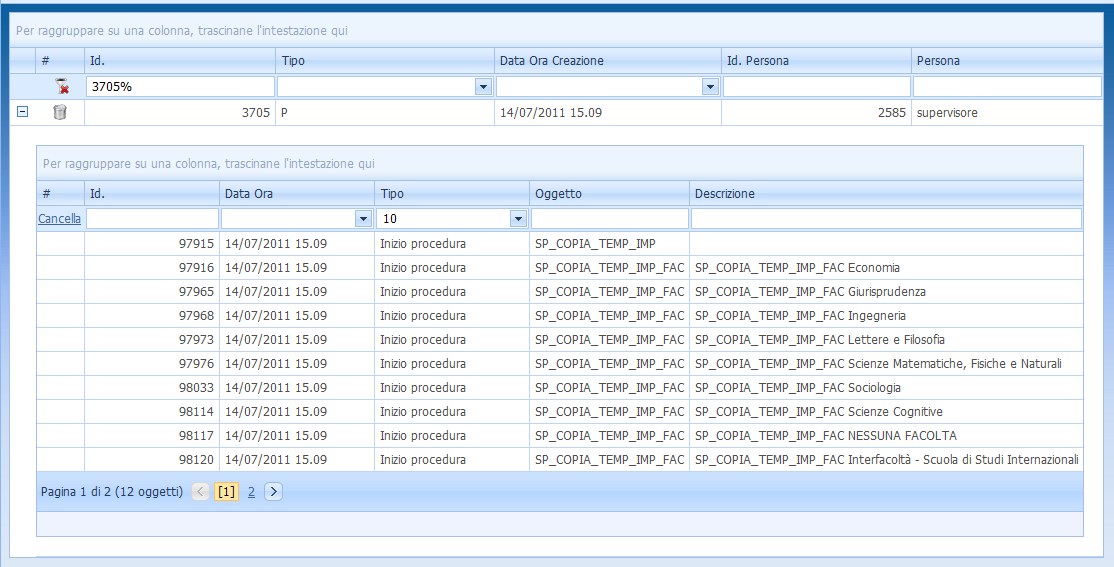 Per raggruppare su una colonna, trascinane l'intestazione qui
# Id. Tipo Data Ora Creazione Id. Persona Persona
3705%
3705 P 14/07/2011 15.09 2585 supervisore
Per raggruppare su una colonna, trascinane l'intestazione qui
# Id. Data Ora Tipo Oggetto Descrizione
Cancella 10
97915 14/07/2011 15.09 Inizio procedura SP_COPIA_TEMP_IMP
97916 14/07/2011 15.09 Inizio procedura SP_COPIA_TEMP_IMP_FAC SP_COPIA_TEMP_IMP_FAC Economia
97965 14/07/2011 15.09 Inizio procedura SP_COPIA_TEMP_IMP_FAC SP_COPIA_TEMP_IMP_FAC Giurisprudenza
97968 14/07/2011 15.09 Inizio procedura SP_COPIA_TEMP_IMP_FAC SP_COPIA_TEMP_IMP_FAC Ingegneria
97973 14/07/2011 15.09 Inizio procedura SP_COPIA_TEMP_IMP_FAC SP_COPIA_TEMP_IMP_FAC Lettere e Filosofia
97976 14/07/2011 15.09 Inizio procedura SP_COPIA_TEMP_IMP_FAC SP_COPIA_TEMP_IMP_FAC Scienze Matematiche, Fisiche e Naturali
98033 14/07/2011 15.09 Inizio procedura SP_COPIA_TEMP_IMP_FAC SP_COPIA_TEMP_IMP_FAC Sociologia
98114 14/07/2011 15.09 Inizio procedura SP_COPIA_TEMP_IMP_FAC SP_COPIA_TEMP_IMP_FAC Scienze Cognitive
98117 14/07/2011 15.09 Inizio procedura SP_COPIA_TEMP_IMP_FAC SP_COPIA_TEMP_IMP_FAC NESSUNA FACOLTA
98120 14/07/2011 15.09 Inizio procedura SP_COPIA_TEMP_IMP_FAC SP_COPIA_TEMP_IMP_FAC Interfacoltà - Scuola di Studi Internazionali
Pagina 1 di 2 (12 oggetti) < [1] 2 >